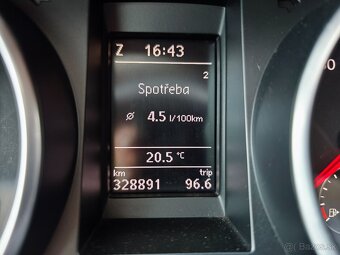 Z 16:43
2
Spotřeba
ø 4.5 l/100km
20.5 °C
km trip
328891 96.6